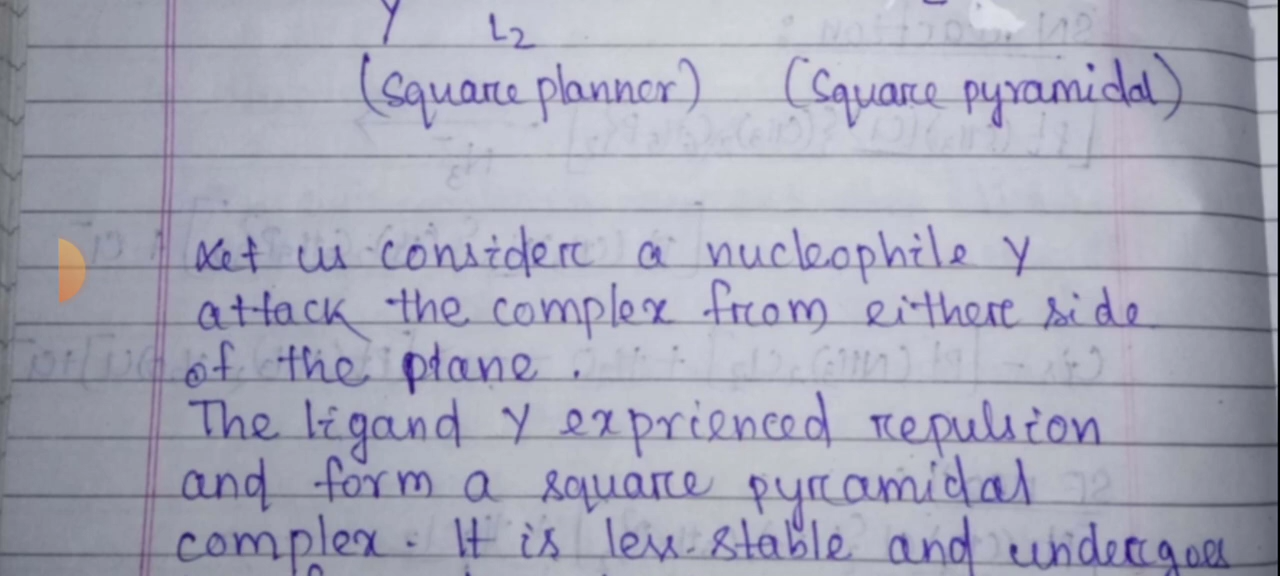 Y L2
(square planner) (square pyramidal)
Let us consider a nucleophile Y
attack the complex from either side
of the plane.
The ligand Y exprienced repulsion
and form a square pyramidal
complex. It is less stable and undergoes